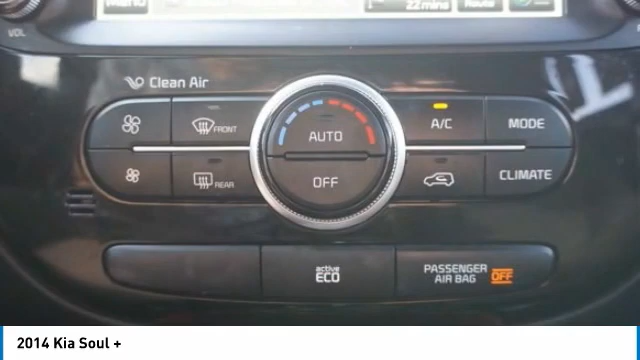 MENU
22 mins
Route
VOL
Clean Air
FRONT
AUTO
A/C
MODE
REAR
OFF
CLIMATE
active
ECO
PASSENGER
AIR BAG OFF
2014 Kia Soul +